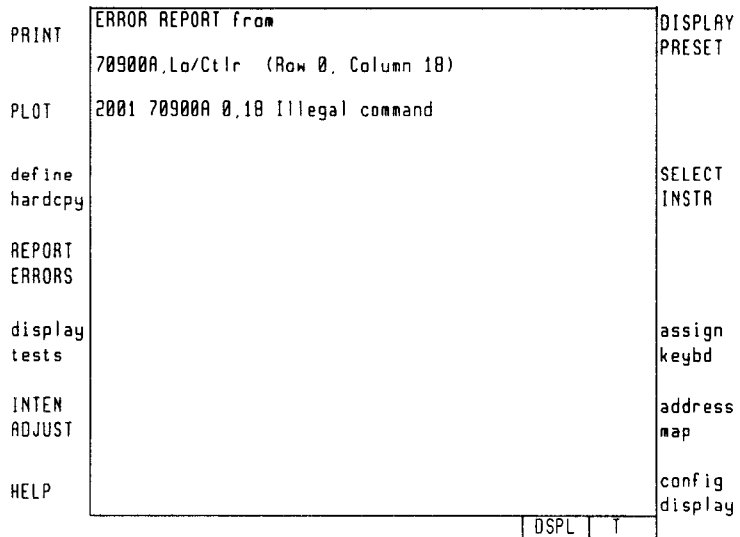 PRINT
PLOT
define
hardcpy
REPORT
ERRORS
display
tests
INTEN
ADJUST
HELP
ERROR REPORT from
70900A,Lo/Ctlr (Row 0, Column 18)
2001 70900A 0,18 Illegal command
DISPLAY
PRESET
SELECT
INSTR
assign
keybd
address
map
config
display
DSPL T